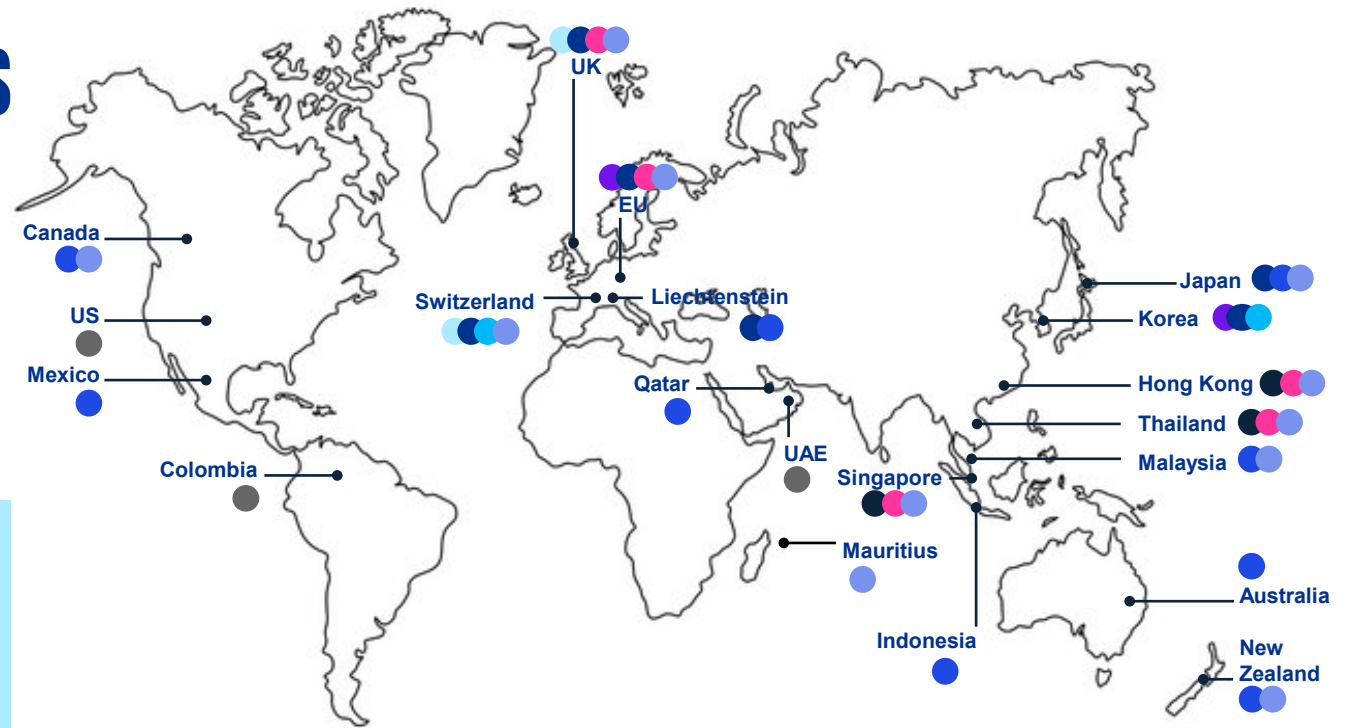 S
UK
EU
Canada
Switzerland
Liechtenstein
Japan
US
Korea
Mexico
Qatar
Hong Kong
Thailand
UAE
Malaysia
Colombia
Singapore
Mauritius
Australia
Indonesia
New
Zealand